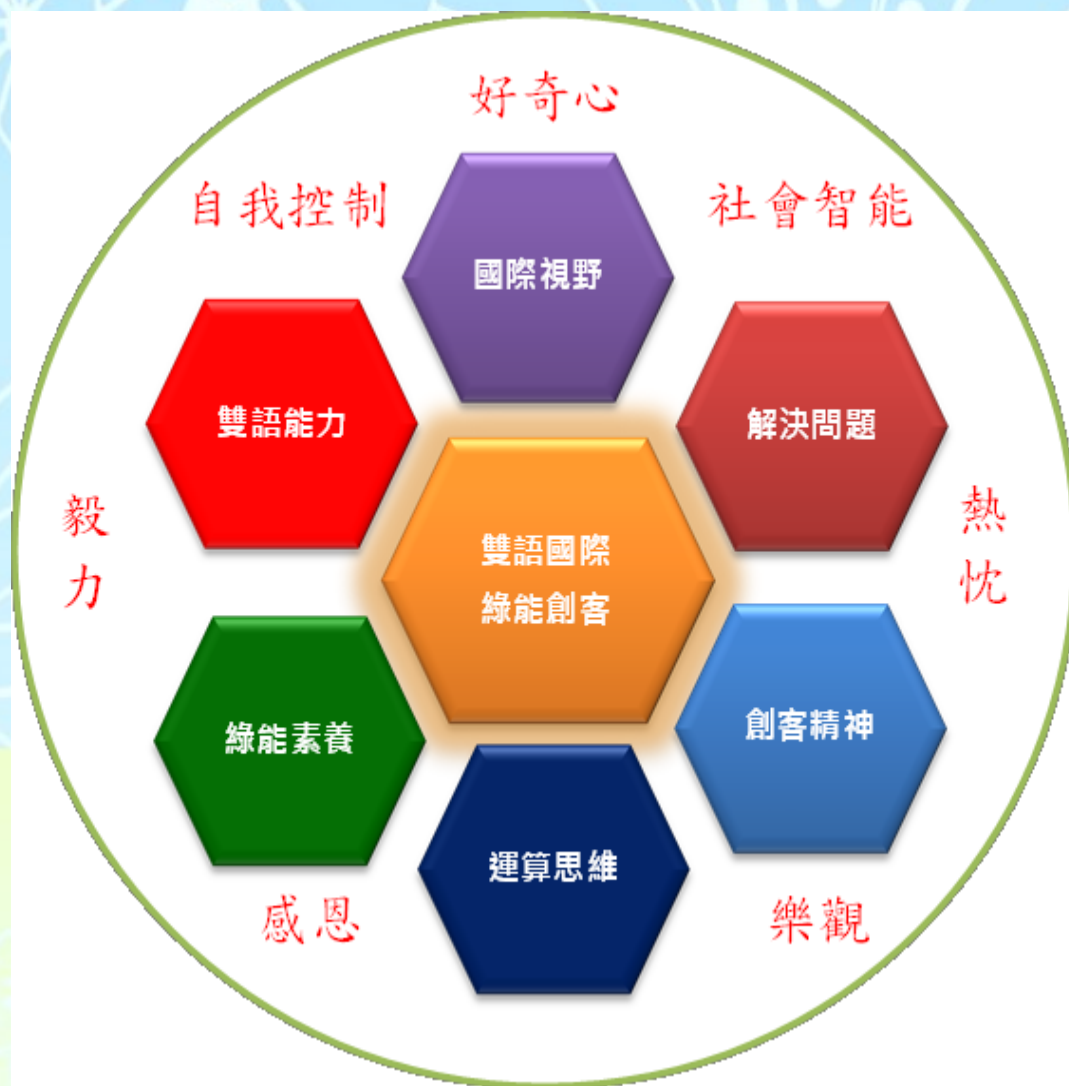 好奇心
自我控制
社會智能
國際視野
雙語能力
解決問題
毅
力
熱
忱
雙語國際
綠能創客
綠能素養
創客精神
運算思維
感恩
樂觀